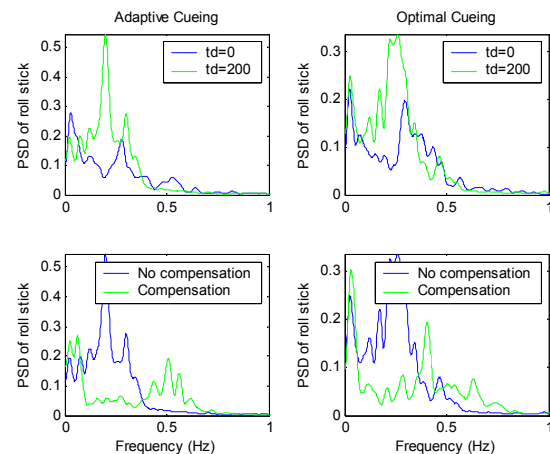 Adaptive Cueing
Optimal Cueing
PSD of roll stick
0.5
0.4
0.3
0.2
0.1
0
0
0.5
1
td=0
td=200
PSD of roll stick
0.3
0.2
0.1
0
0
0.5
1
td=0
td=200
PSD of roll stick
0.5
0.4
0.3
0.2
0.1
0
0
0.5
1
No compensation
Compensation
Frequency (Hz)
PSD of roll stick
0.3
0.2
0.1
0
0
0.5
1
No compensation
Compensation
Frequency (Hz)